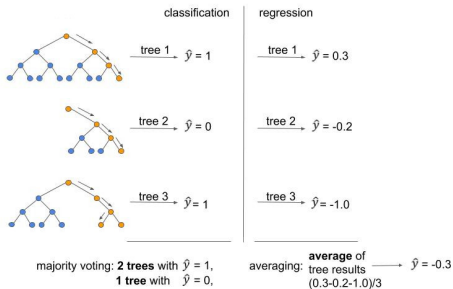 classification regression
tree 1 ŷ = 1 tree 1 ŷ = 0.3
tree 2 ŷ = 0 tree 2 ŷ = -0.2
tree 3 ŷ = 1 tree 3 ŷ = -1.0
majority voting: 2 trees with ŷ = 1,
1 tree with ŷ = 0,
averaging: average of
tree results
(0.3-0.2-1.0)/3
ŷ = -0.3